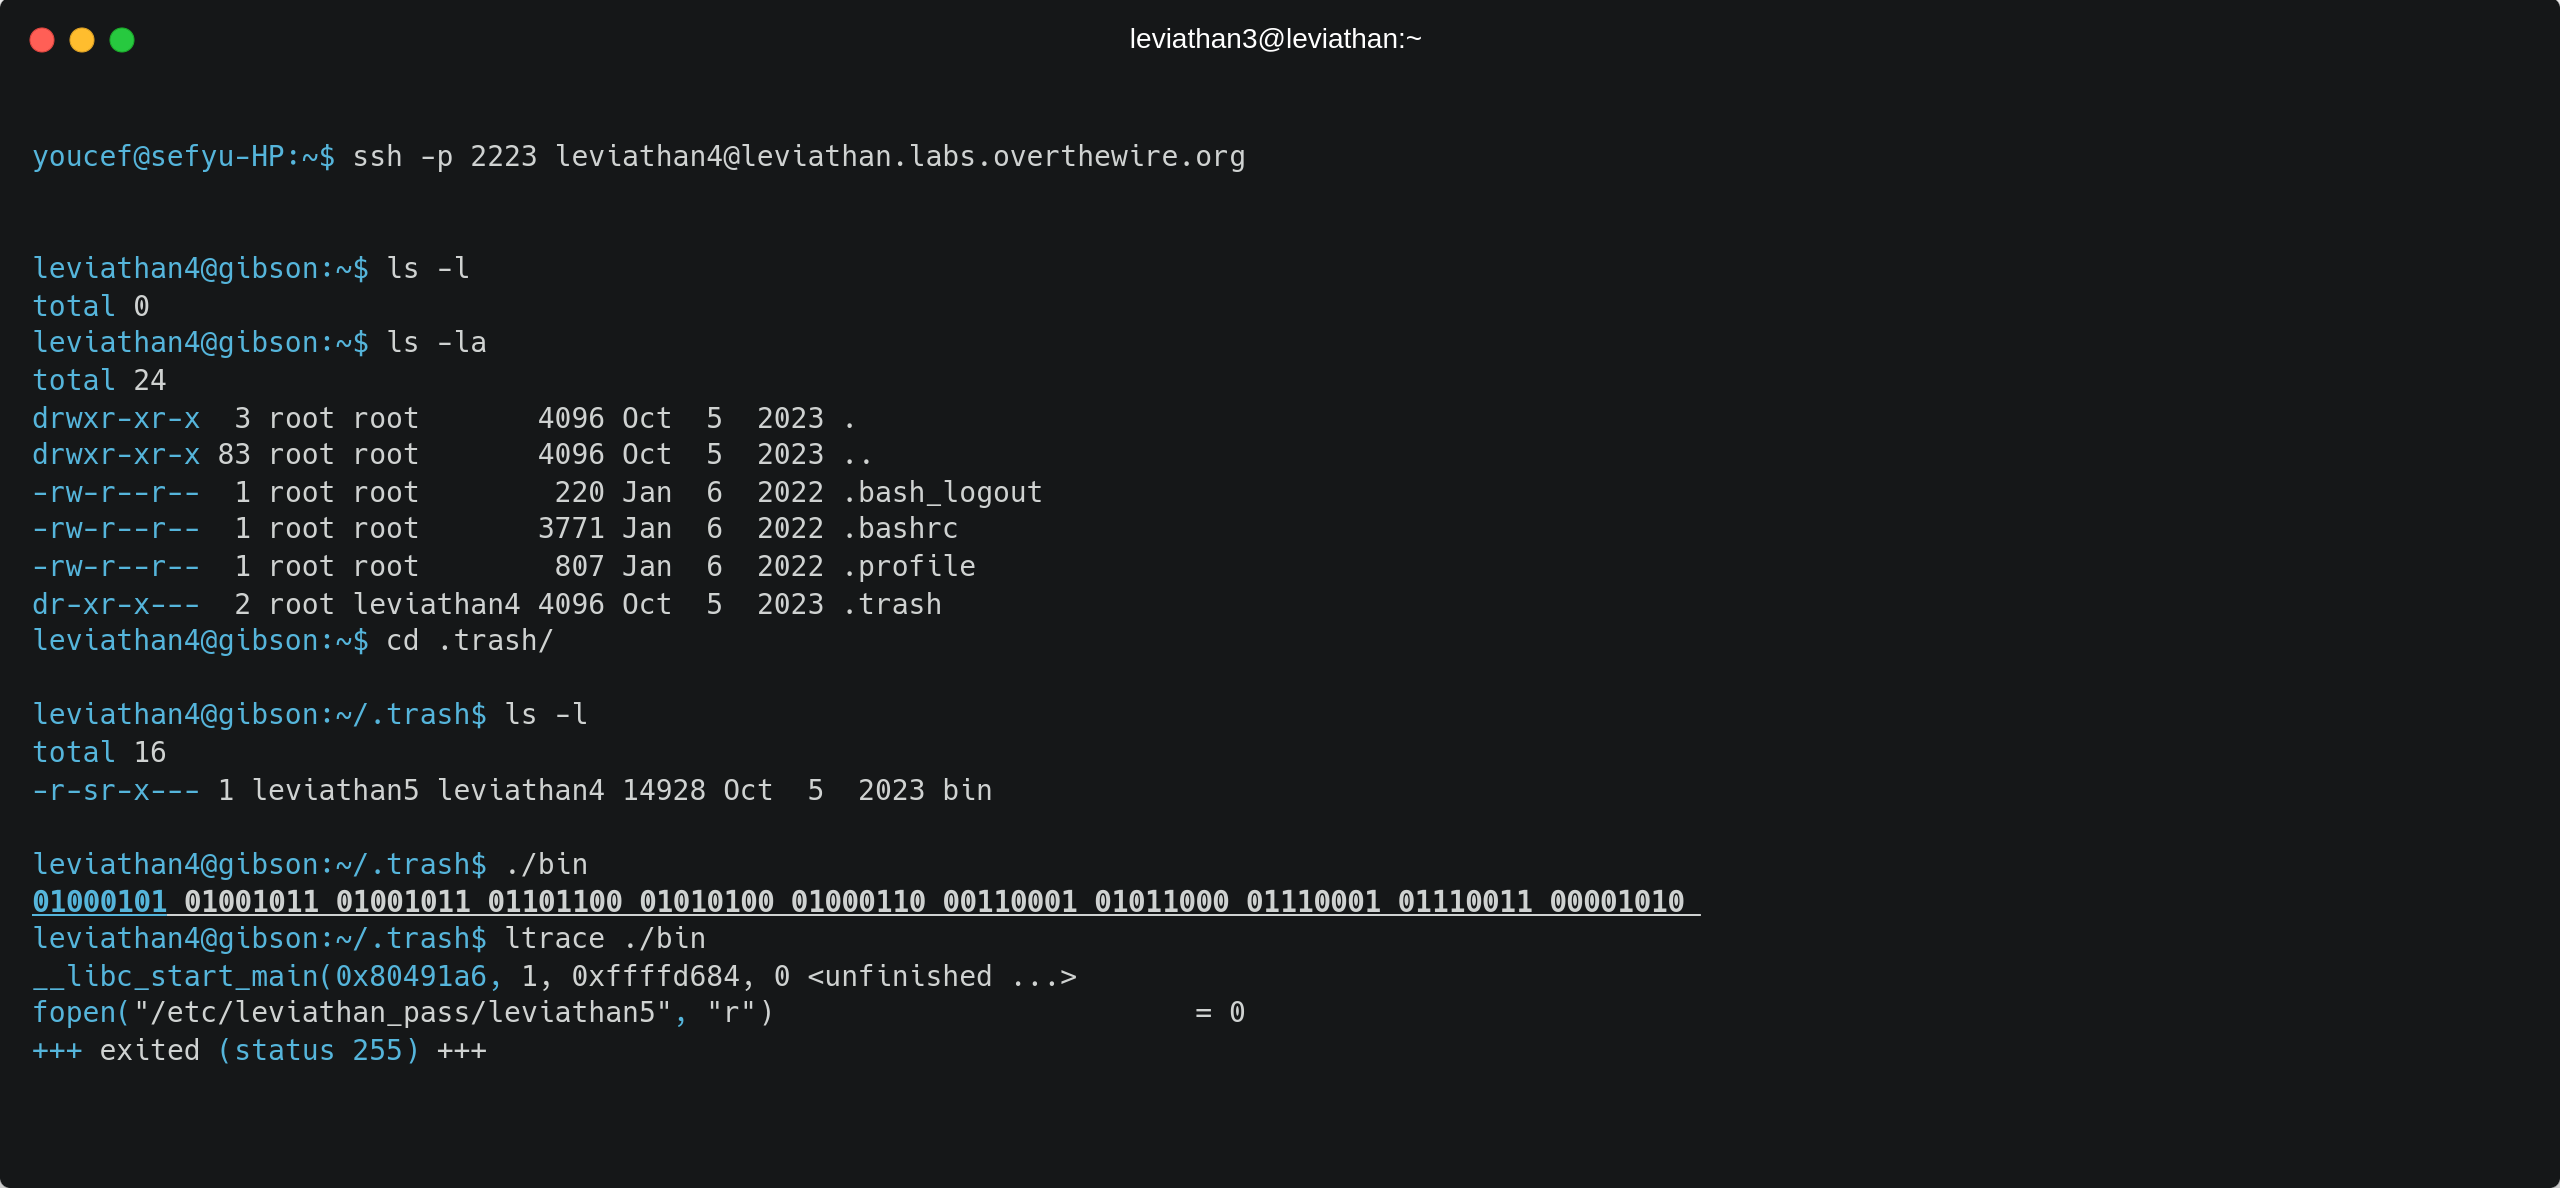 leviathan3@leviathan:~
youcef@sefyu-HP:~$ ssh -p 2223 leviathan4@leviathan.labs.overthewire.org
leviathan4@gibson:~$ ls -l
total 0
leviathan4@gibson:~$ ls -la
total 24
drwxr-xr-x  3 root root       4096 Oct  5  2023 .
drwxr-xr-x 83 root root       4096 Oct  5  2023 ..
-rw-r--r--  1 root root        220 Jan  6  2022 .bash_logout
-rw-r--r--  1 root root       3771 Jan  6  2022 .bashrc
-rw-r--r--  1 root root        807 Jan  6  2022 .profile
dr-xr-x---  2 root leviathan4 4096 Oct  5  2023 .trash
leviathan4@gibson:~$ cd .trash/
leviathan4@gibson:~/.trash$ ls -l
total 16
-r-sr-x--- 1 leviathan5 leviathan4 14928 Oct  5  2023 bin
leviathan4@gibson:~/.trash$ ./bin
01000101 01001011 01001011 01101100 01010100 01000110 00110001 01011000 01110001 01110011 00001010
leviathan4@gibson:~/.trash$ ltrace ./bin
__libc_start_main(0x80491a6, 1, 0xffffd684, 0 <unfinished ...>
fopen("/etc/leviathan_pass/leviathan5", "r")                         = 0
+++ exited (status 255) +++